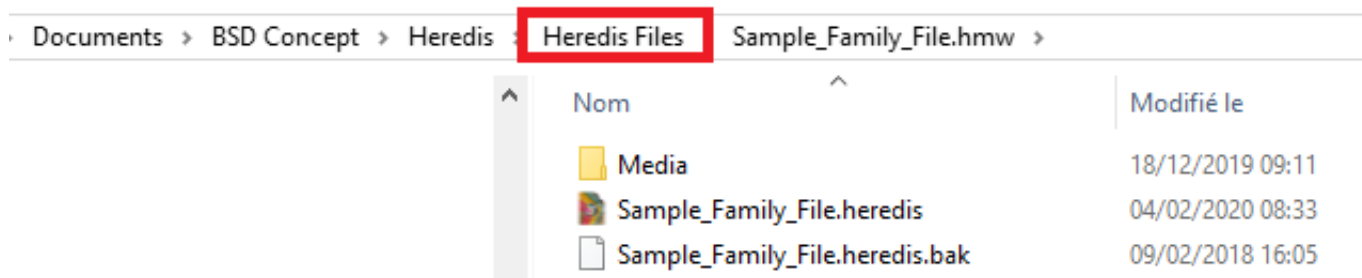 › Documents › BSD Concept › Heredis › Heredis Files Sample_Family_File.hmw ›
Nom Modifié le
Media 18/12/2019 09:11
Sample_Family_File.heredis 04/02/2020 08:33
Sample_Family_File.heredis.bak 09/02/2018 16:05